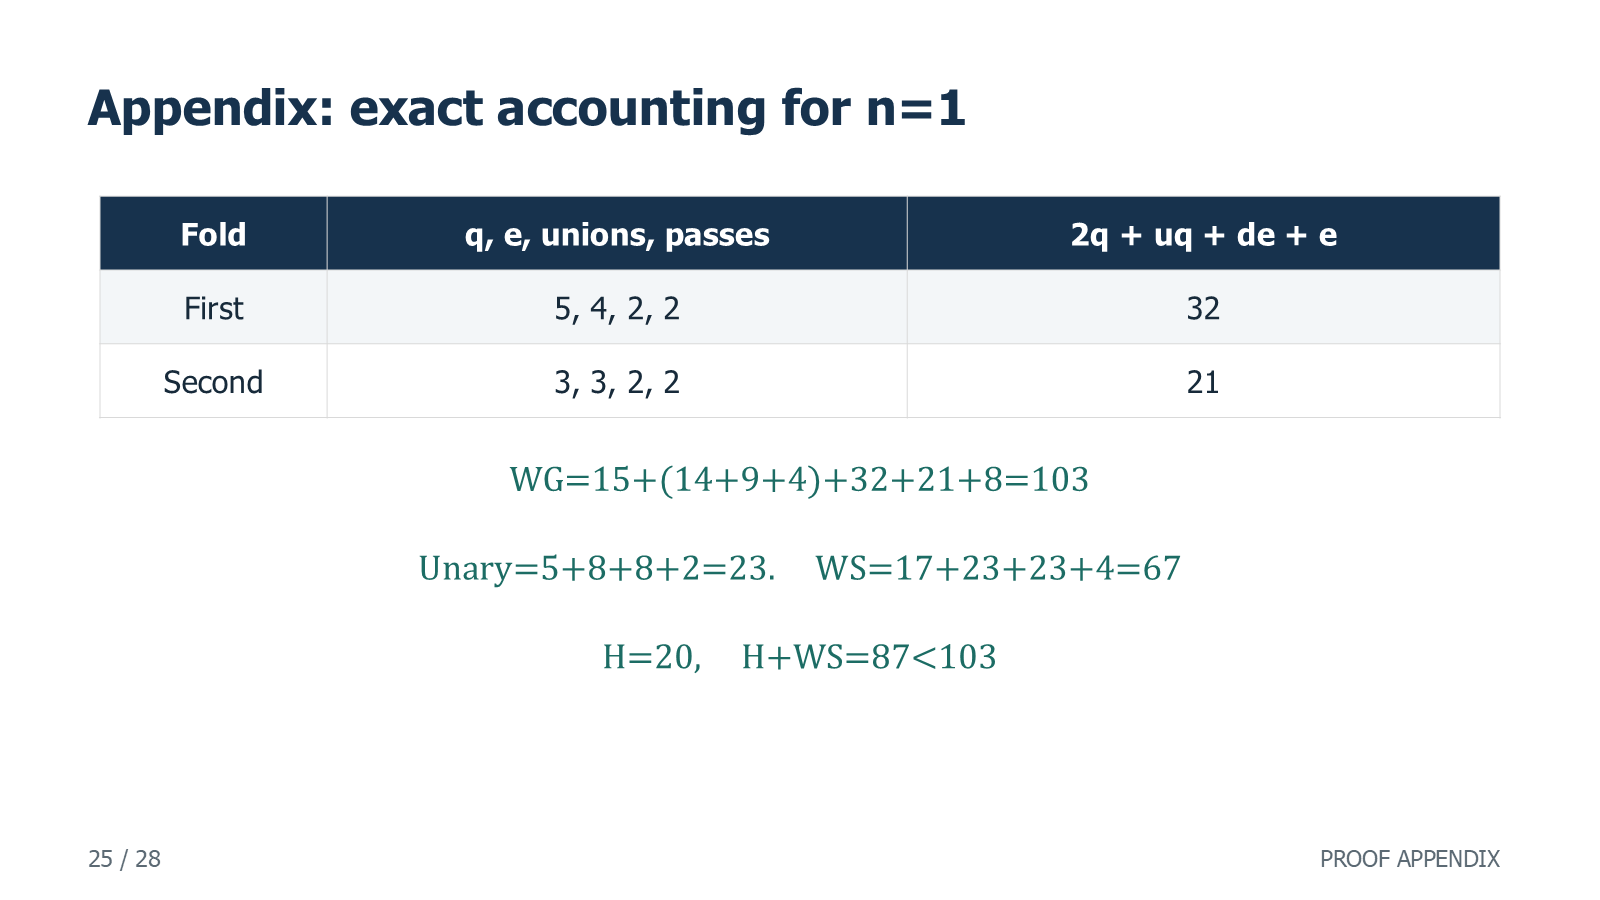 Appendix: exact accounting for n=1
Fold q, e, unions, passes 2q + uq + de + e
First 5, 4, 2, 2 32
Second 3, 3, 2, 2 21
WG=15+(14+9+4)+32+21+8=103
Unary=5+8+8+2=23. WS=17+23+23+4=67
H=20, H+WS=87<103
25 / 28 PROOF APPENDIX